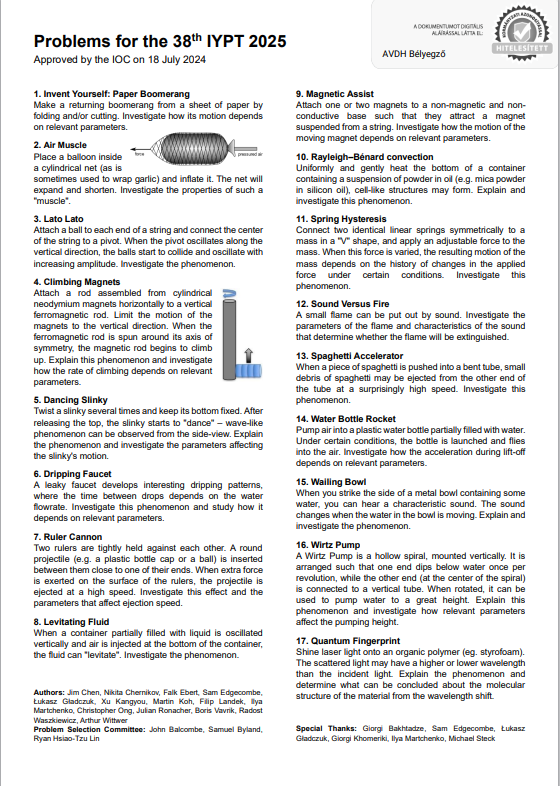 Problems for the 38th IYPT 2025
Approved by the IOC on 18 July 2024
A DOKUMENTUMOT DIGITÁLIS
ALÁÍRÁSSAL LÁTTA EL:
AVDH Bélyegző
HITELESÍTETT
1. Invent Yourself: Paper Boomerang
Make a returning boomerang from a sheet of paper by
folding and/or cutting. Investigate how its motion depends
on relevant parameters.
2. Air Muscle
Place a balloon inside
a cylindrical net (as is
sometimes used to wrap garlic) and inflate it. The net will
expand and shorten. Investigate the properties of such a
"muscle".
force
pressured air
3. Lato Lato
Attach a ball to each end of a string and connect the center
of the string to a pivot. When the pivot oscillates along the
vertical direction, the balls start to collide and oscillate with
increasing amplitude. Investigate the phenomenon.
4. Climbing Magnets
Attach a rod assembled from cylindrical
neodymium magnets horizontally to a vertical
ferromagnetic rod. Limit the motion of the
magnets to the vertical direction. When the
ferromagnetic rod is spun around its axis of
symmetry, the magnetic rod begins to climb
up. Explain this phenomenon and investigate
how the rate of climbing depends on relevant
parameters.
5. Dancing Slinky
Twist a slinky several times and keep its bottom fixed. After
releasing the top, the slinky starts to "dance" – wave-like
phenomenon can be observed from the side-view. Explain
the phenomenon and investigate the parameters affecting
the slinky's motion.
6. Dripping Faucet
A leaky faucet develops interesting dripping patterns,
where the time between drops depends on the water
flowrate. Investigate this phenomenon and study how it
depends on relevant parameters.
7. Ruler Cannon
Two rulers are tightly held against each other. A round
projectile (e.g. a plastic bottle cap or a ball) is inserted
between them close to one of their ends. When extra force
is exerted on the surface of the rulers, the projectile is
ejected at a high speed. Investigate this effect and the
parameters that affect ejection speed.
8. Levitating Fluid
When a container partially filled with liquid is oscillated
vertically and air is injected at the bottom of the container,
the fluid can "levitate". Investigate the phenomenon.
Authors: Jim Chen, Nikita Chernikov, Falk Ebert, Sam Edgecombe,
Łukasz Gładczuk, Xu Kangyou, Martin Koh, Filip Landek, Ilya
Martchenko, Christopher Ong, Julian Ronacher, Boris Vavrik, Radost
Waszkiewicz, Arthur Wittwer
Problem Selection Committee: John Balcombe, Samuel Byland,
Ryan Hsiao-Tzu Lin
9. Magnetic Assist
Attach one or two magnets to a non-magnetic and non-
conductive base such that they attract a magnet
suspended from a string. Investigate how the motion of the
moving magnet depends on relevant parameters.
10. Rayleigh–Bénard convection
Uniformly and gently heat the bottom of a container
containing a suspension of powder in oil (e.g. mica powder
in silicon oil), cell-like structures may form. Explain and
investigate this phenomenon.
11. Spring Hysteresis
Connect two identical linear springs symmetrically to a
mass in a "V" shape, and apply an adjustable force to the
mass. When this force is varied, the resulting motion of the
mass depends on the history of changes in the applied
force under certain conditions. Investigate this
phenomenon.
12. Sound Versus Fire
A small flame can be put out by sound. Investigate the
parameters of the flame and characteristics of the sound
that determine whether the flame will be extinguished.
13. Spaghetti Accelerator
When a piece of spaghetti is pushed into a bent tube, small
debris of spaghetti may be ejected from the other end of
the tube at a surprisingly high speed. Investigate this
phenomenon.
14. Water Bottle Rocket
Pump air into a plastic water bottle partially filled with water.
Under certain conditions, the bottle is launched and flies
into the air. Investigate how the acceleration during lift-off
depends on relevant parameters.
15. Wailing Bowl
When you strike the side of a metal bowl containing some
water, you can hear a characteristic sound. The sound
changes when the water in the bowl is moving. Explain and
investigate the phenomenon.
16. Wirtz Pump
A Wirtz Pump is a hollow spiral, mounted vertically. It is
arranged such that one end dips below water once per
revolution, while the other end (at the center of the spiral)
is connected to a vertical tube. When rotated, it can be
used to pump water to a great height. Explain this
phenomenon and investigate how relevant parameters
affect the pumping height.
17. Quantum Fingerprint
Shine laser light onto an organic polymer (eg. styrofoam).
The scattered light may have a higher or lower wavelength
than the incident light. Explain the phenomenon and
determine what can be concluded about the molecular
structure of the material from the wavelength shift.
Special Thanks: Giorgi Bakhtadze, Sam Edgecombe, Łukasz
Gładczuk, Giorgi Khomeriki, Ilya Martchenko, Michael Steck